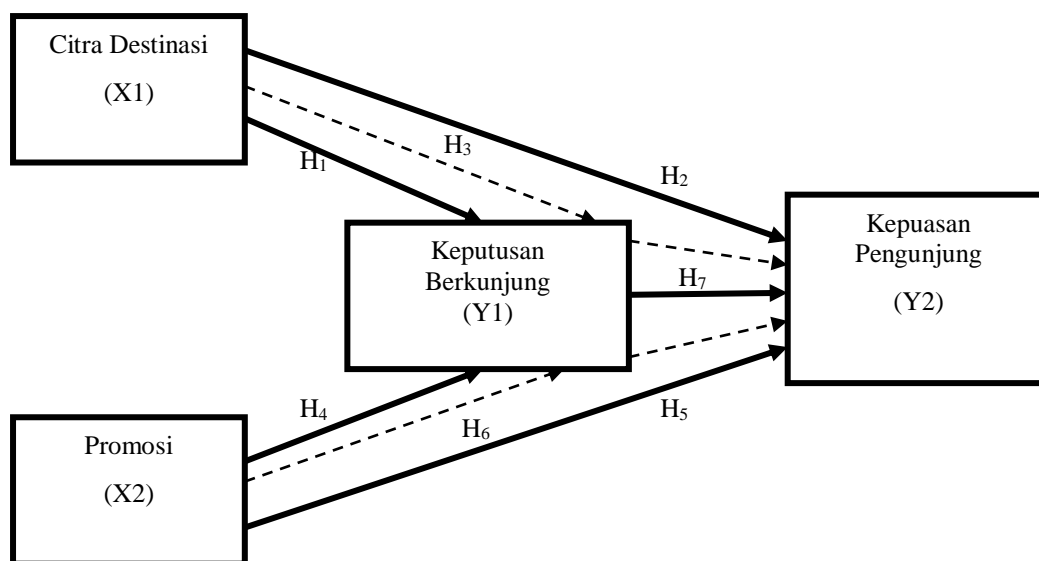 Citra Destinasi
(X1)
H₃
H₁
H₂
Keputusan
Berkunjung
(Y1)
Kepuasan
Pengunjung
(Y2)
H₇
H₄
H₆
H₅
Promosi
(X2)